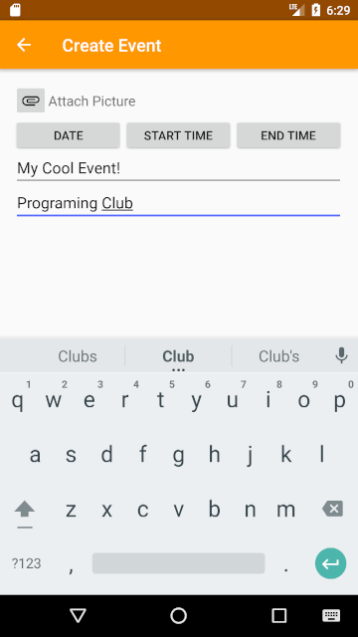 LTE 6:29
Create Event
Attach Picture
DATE START TIME END TIME
My Cool Event!
Programing Club
Clubs Club Club's
1 2 3 4 5 6 7 8 9 0
q w e r t y u i o p
a s d f g h j k l
z x c v b n m
?123 , .